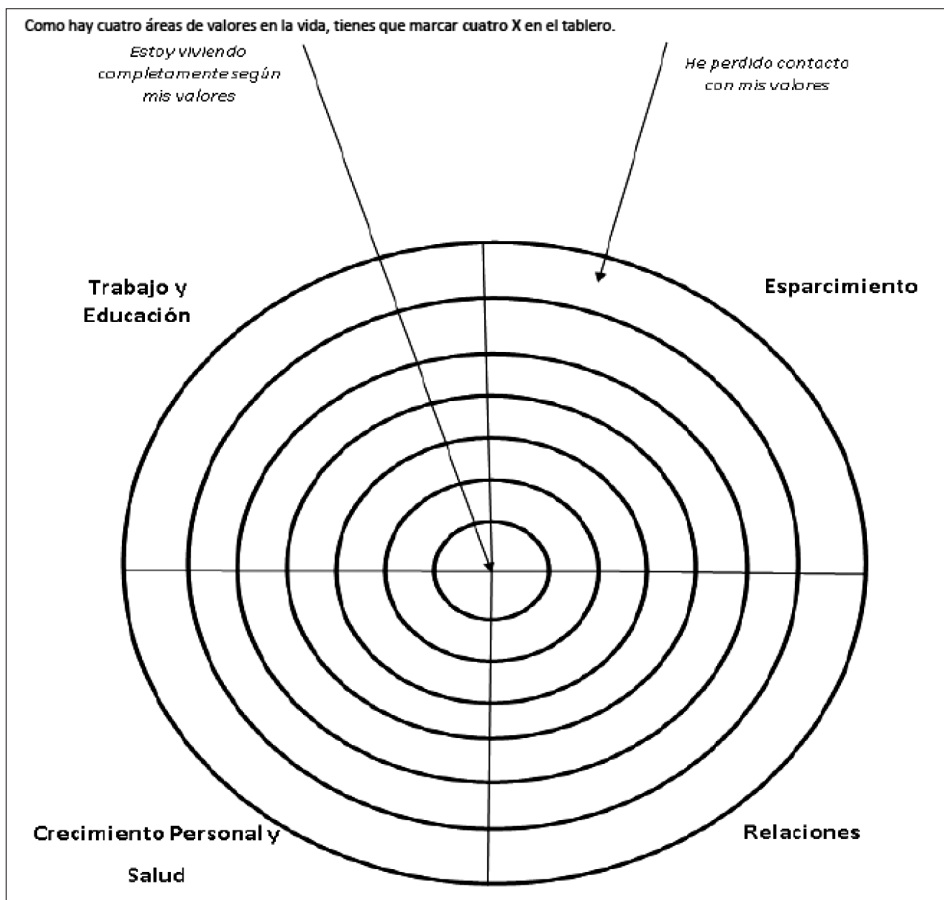 Como hay cuatro áreas de valores en la vida, tienes que marcar cuatro X en el tablero.
Estoy viviendo
completamente según
mis valores
He perdido contacto
con mis valores
Trabajo y
Educación
Esparcimiento
Crecimiento Personal y
Salud
Relaciones